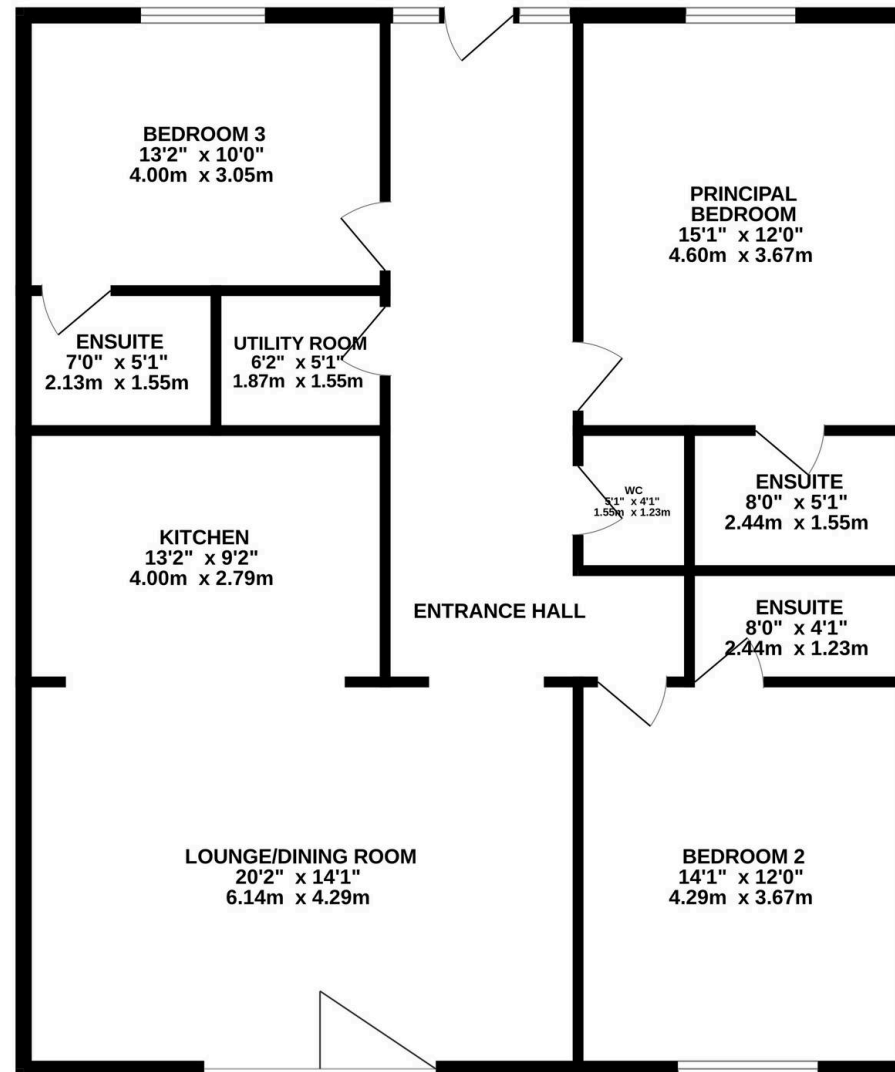 BEDROOM 3
13'2" x 10'0"
4.00m x 3.05m
PRINCIPAL
BEDROOM
15'1" x 12'0"
4.60m x 3.67m
ENSUITE
7'0" x 5'1"
2.13m x 1.55m
UTILITY ROOM
6'2" x 5'1"
1.87m x 1.55m
WC
5'1" x 4'1"
1.55m x 1.23m
ENSUITE
8'0" x 5'1"
2.44m x 1.55m
KITCHEN
13'2" x 9'2"
4.00m x 2.79m
ENTRANCE HALL
ENSUITE
8'0" x 4'1"
2.44m x 1.23m
LOUNGE/DINING ROOM
20'2" x 14'1"
6.14m x 4.29m
BEDROOM 2
14'1" x 12'0"
4.29m x 3.67m